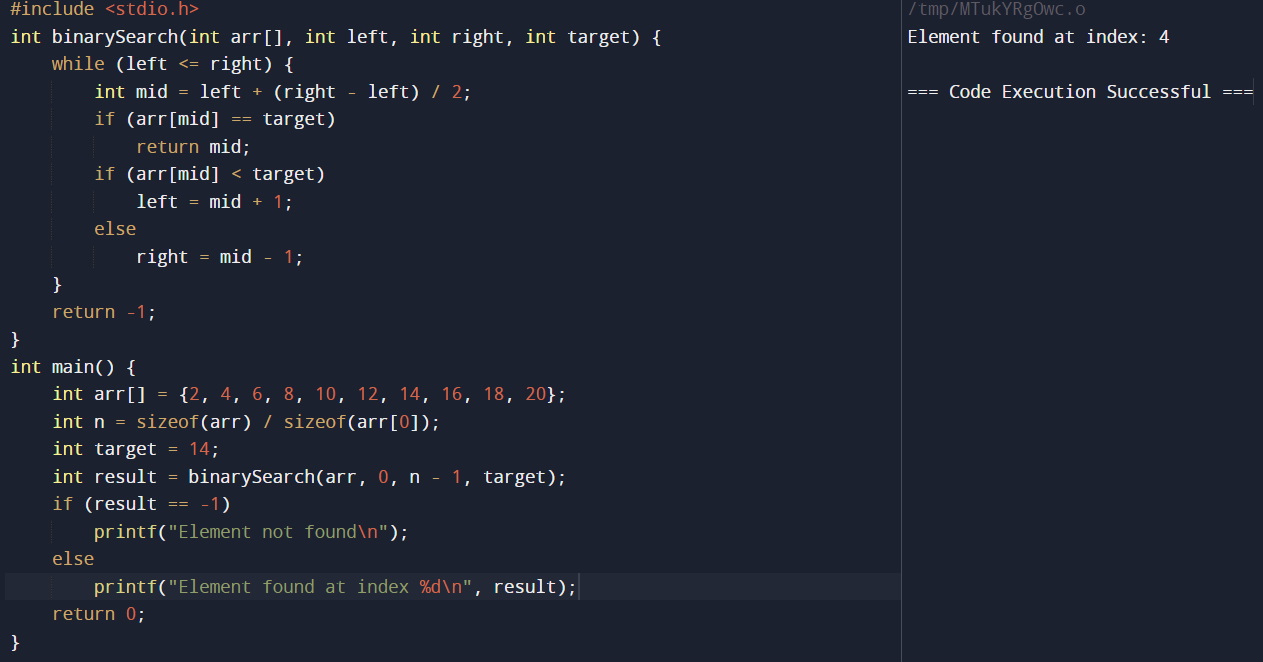 #include <stdio.h>
int binarySearch(int arr[], int left, int right, int target) {
    while (left <= right) {
        int mid = left + (right - left) / 2;
        if (arr[mid] == target)
            return mid;
        if (arr[mid] < target)
            left = mid + 1;
        else
            right = mid - 1;
    }
    return -1;
}
int main() {
    int arr[] = {2, 4, 6, 8, 10, 12, 14, 16, 18, 20};
    int n = sizeof(arr) / sizeof(arr[0]);
    int target = 14;
    int result = binarySearch(arr, 0, n - 1, target);
    if (result == -1)
        printf("Element not found\n");
    else
        printf("Element found at index %d\n", result);
    return 0;
}
/tmp/MTukYRgOwc.o
Element found at index: 4
=== Code Execution Successful ===